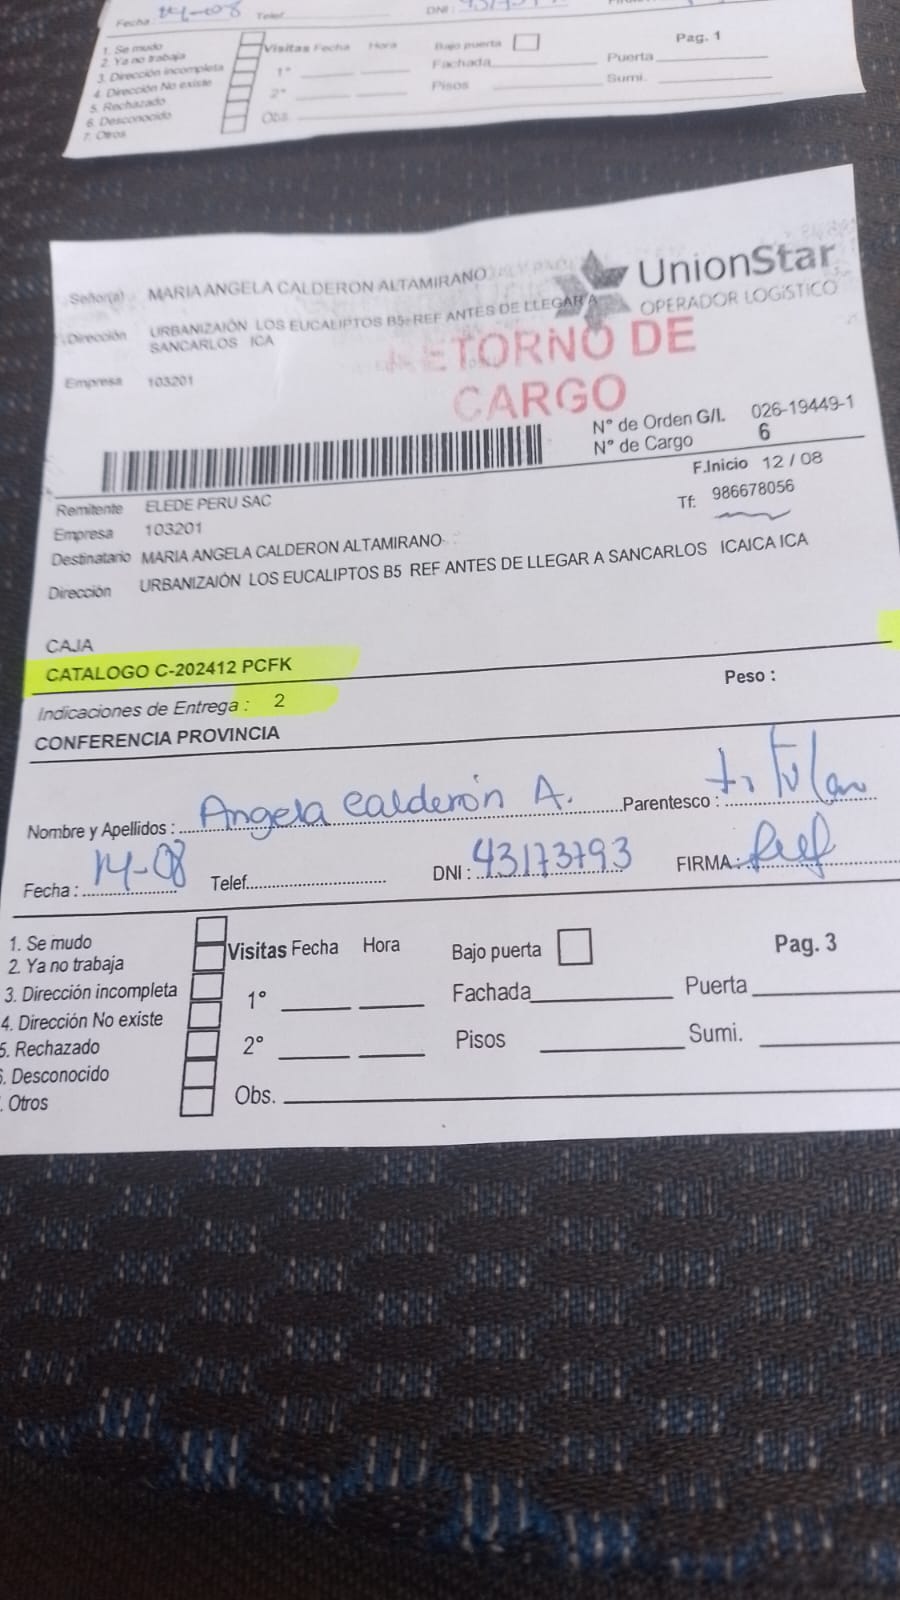 Fecha: 14-08 Telef. DNI:
1. Se mudo
2. Ya no trabaja
3. Dirección incompleta
4. Dirección No existe
5. Rechazado
6. Desconocido
7. Otros
Visitas Fecha Hora Bajo puerta Pag. 1
1° Fachada Puerta
2° Pisos Sumi.
Obs.
UnionStar
OPERADOR LOGíSTICO
Señor(a) MARIA ANGELA CALDERON ALTAMIRANO
Dirección URBANIZAIÓN LOS EUCALIPTOS B5 REF ANTES DE LLEGAR A
SANCARLOS ICA
Empresa 103201
RETORNO DE
CARGO
N° de Orden G/I. 026-19449-1
N° de Cargo 6
F.Inicio 12 / 08
Remitente ELEDE PERU SAC
Tf: 986678056
Empresa 103201
Destinatario MARIA ANGELA CALDERON ALTAMIRANO
Dirección URBANIZAIÓN LOS EUCALIPTOS B5 REF ANTES DE LLEGAR A SANCARLOS ICAICA ICA
CAJA
CATALOGO C-202412 PCFK
Indicaciones de Entrega : 2 Peso :
CONFERENCIA PROVINCIA
Nombre y Apellidos : Angela Calderón A. Parentesco : titular
Fecha : 14-08 Telef. DNI : 43173793 FIRMA :
1. Se mudo
2. Ya no trabaja
3. Dirección incompleta
4. Dirección No existe
5. Rechazado
6. Desconocido
. Otros
Visitas Fecha Hora Bajo puerta Pag. 3
1° Fachada Puerta
2° Pisos Sumi.
Obs.